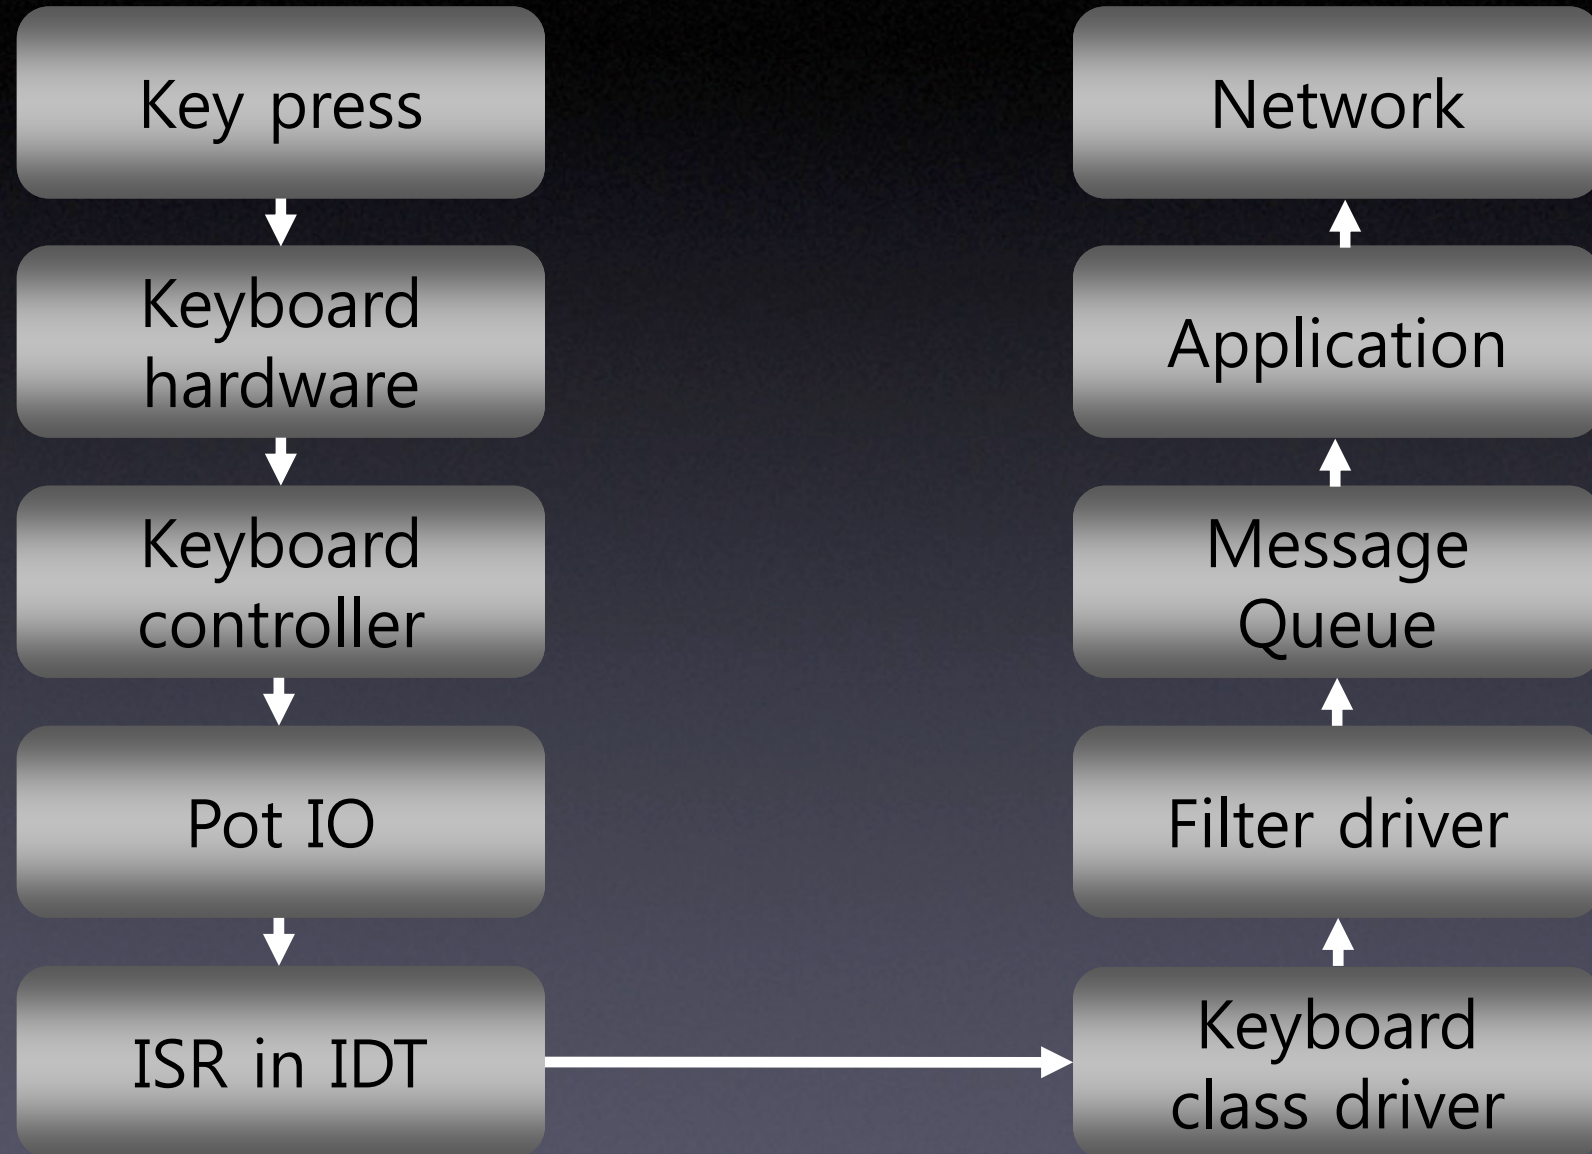 Key press
Keyboard
hardware
Keyboard
controller
Pot IO
ISR in IDT
Network
Application
Message
Queue
Filter driver
Keyboard
class driver